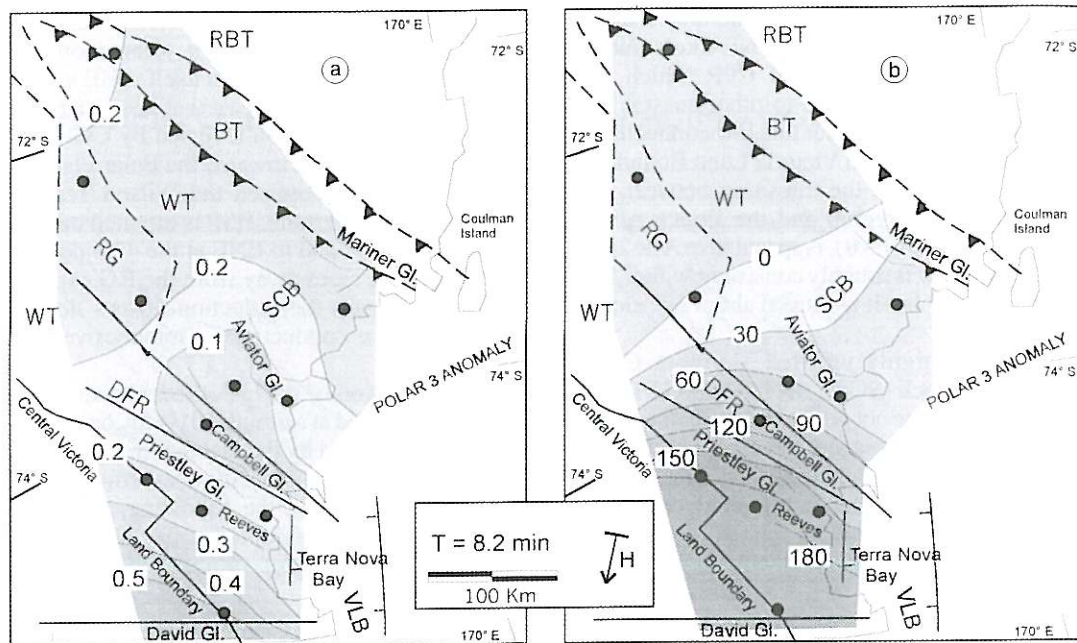 170° E
RBT
72° S
a
0.2
BT
72° S
WT
Coulman
Island
RG
Mariner Gl.
0.2
SCB
WT
0.1
Aviator Gl.
POLAR 3 ANOMALY
74° S
DFR
Central Victoria
0.2
Campbell Gl.
Priestley Gl.
74° S
Reeves
0.3
Terra Nova
Bay
0.5
0.4
Land Boundary
VLB
David Gl.
170° E
T = 8.2 min
H
100 Km
170° E
RBT
72° S
b
BT
72° S
WT
Coulman
Island
RG
Mariner Gl.
0
SCB
WT
30
Aviator Gl.
POLAR 3 ANOMALY
74° S
60
DFR
Central Victoria
120
90
Campbell Gl.
150
Priestley Gl.
74° S
Reeves
180
Terra Nova
Bay
Land Boundary
VLB
David Gl.
170° E